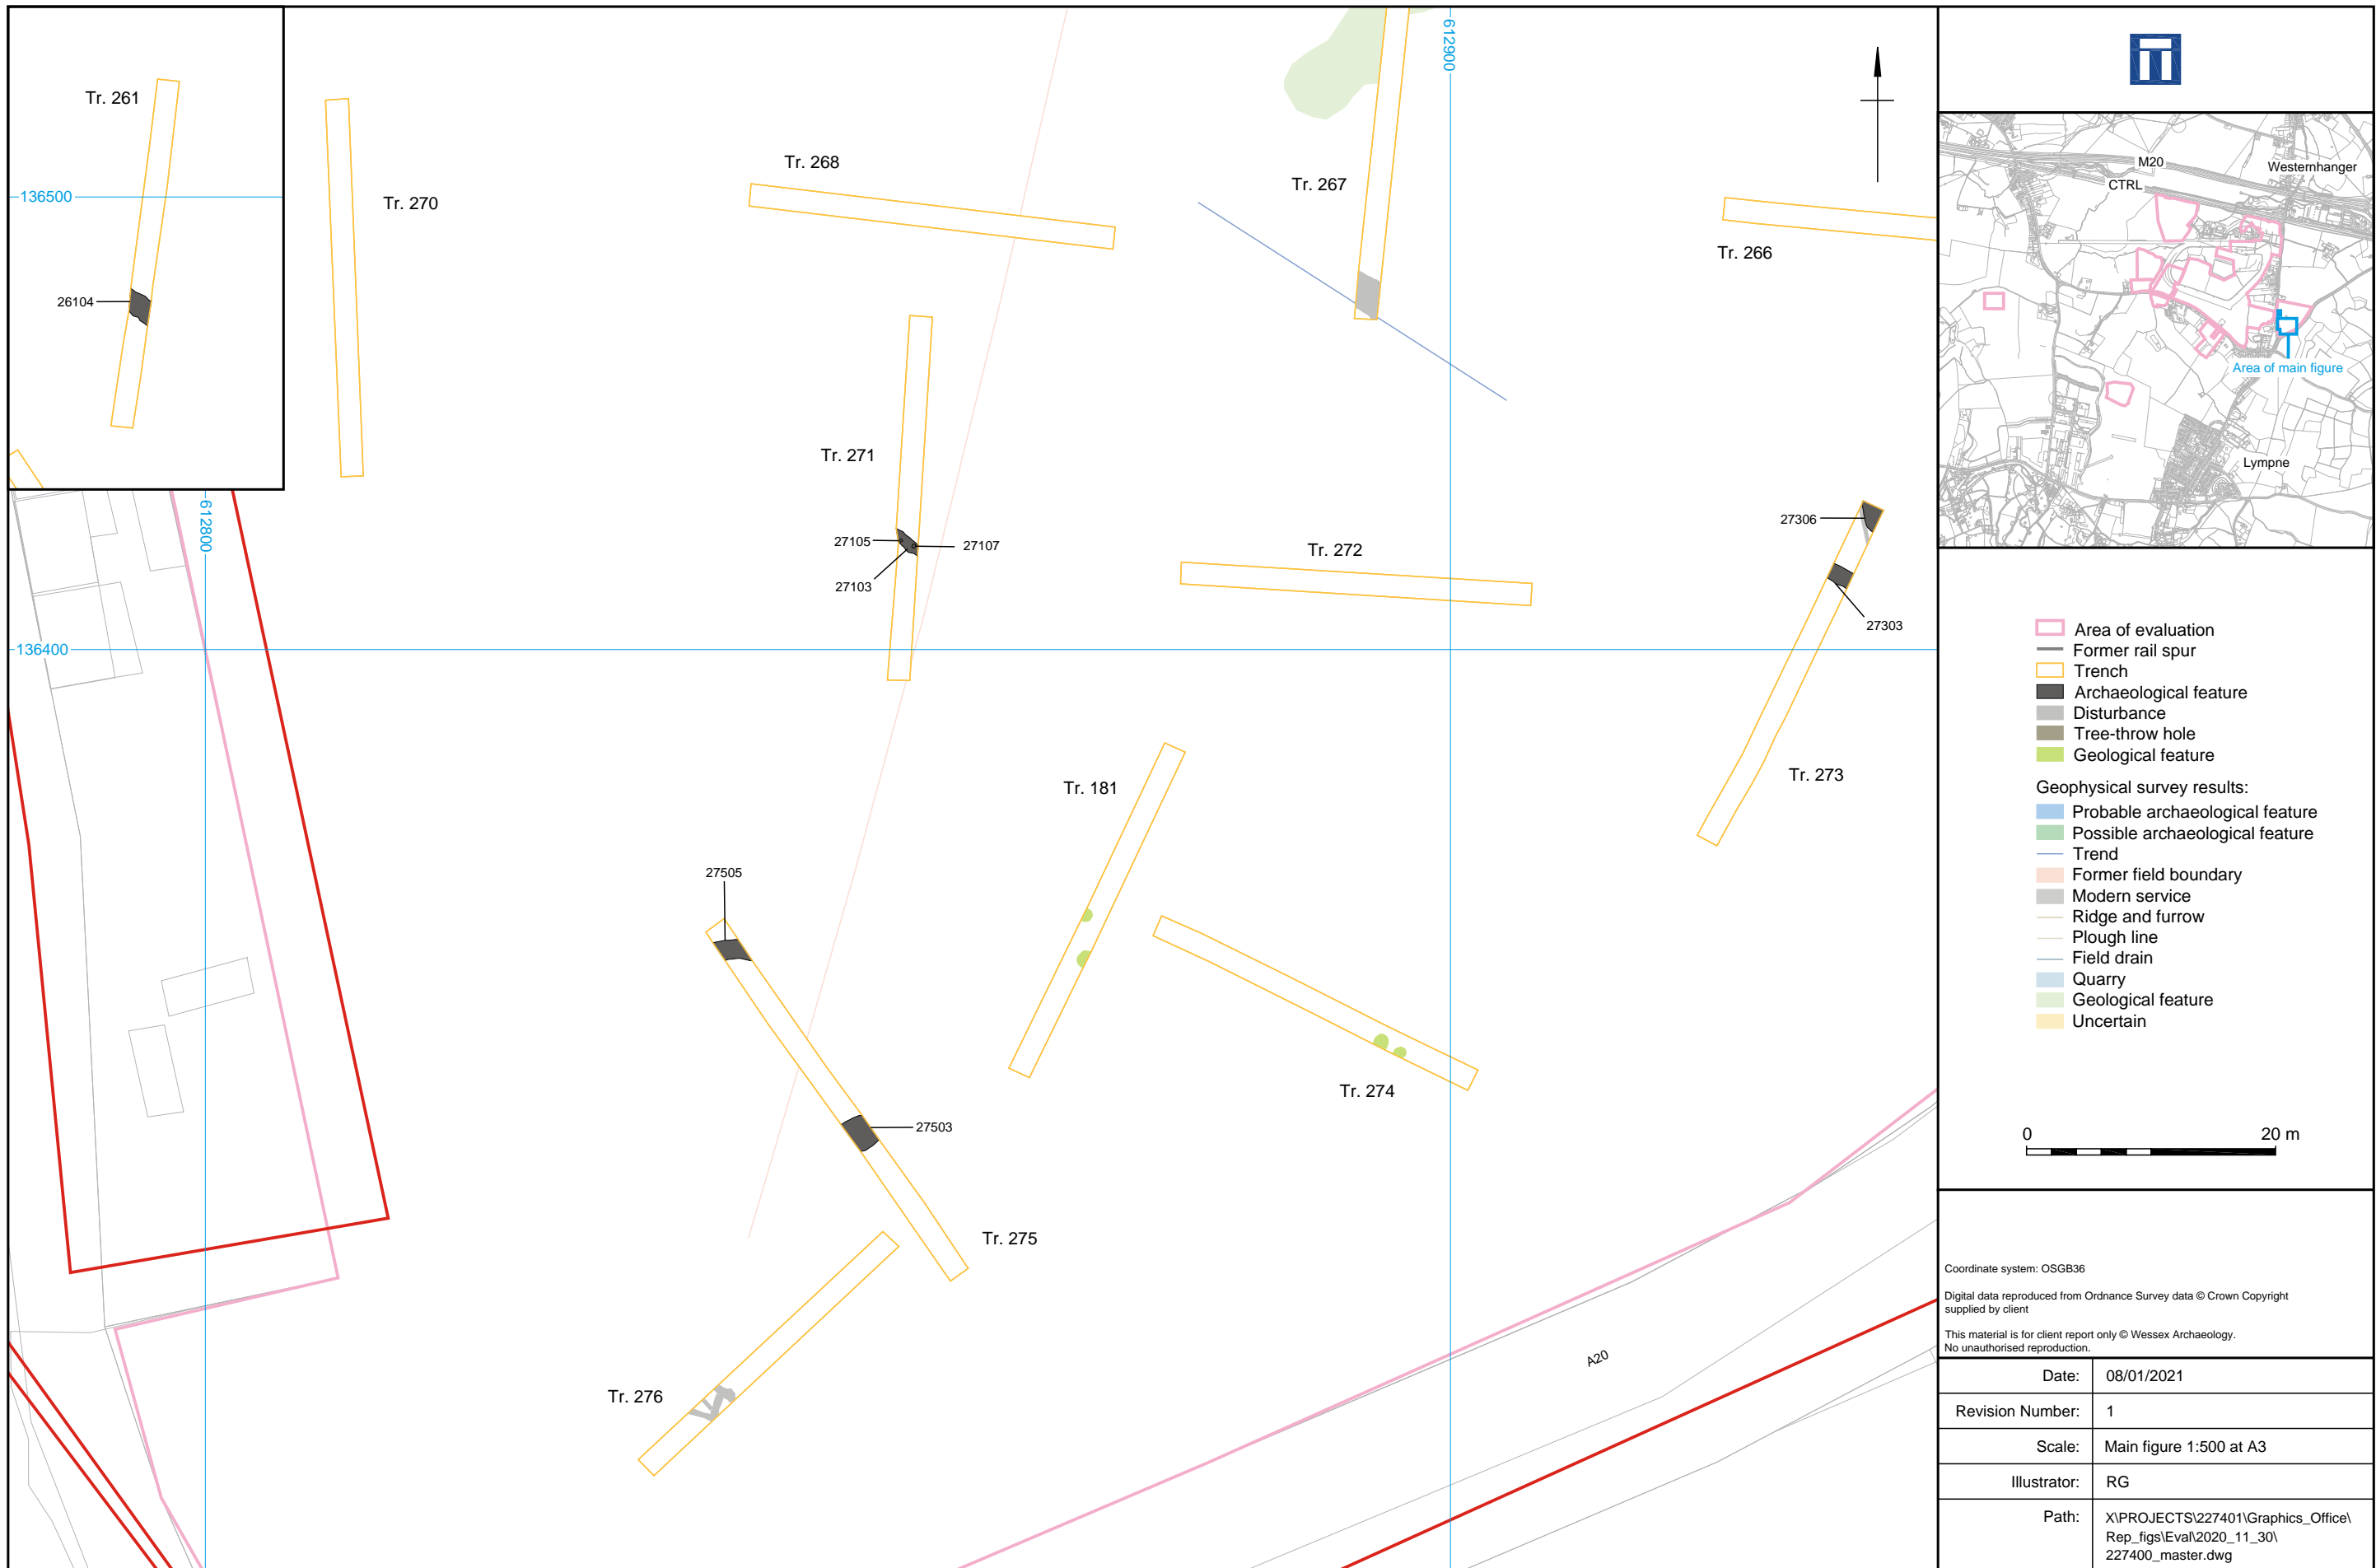 Tr. 261
136500
26104
Tr. 270
Tr. 268
Tr. 267
612900
Tr. 266
Tr. 271
27105
27107
27103
Tr. 272
27306
27303
612800
136400
Tr. 181
Tr. 273
27505
Tr. 274
27503
Tr. 275
Tr. 276
A20
M20
Westernhanger
CTRL
Area of main figure
Lympne
Area of evaluation
Former rail spur
Trench
Archaeological feature
Disturbance
Tree-throw hole
Geological feature
Geophysical survey results:
Probable archaeological feature
Possible archaeological feature
Trend
Former field boundary
Modern service
Ridge and furrow
Plough line
Field drain
Quarry
Geological feature
Uncertain
0 20 m
Coordinate system: OSGB36
Digital data reproduced from Ordnance Survey data © Crown Copyright
supplied by client
This material is for client report only © Wessex Archaeology.
No unauthorised reproduction.
Date: 08/01/2021
Revision Number: 1
Scale: Main figure 1:500 at A3
Illustrator: RG
Path: X\PROJECTS\227401\Graphics_Office\
Rep_figs\Eval\2020_11_30\
227400_master.dwg